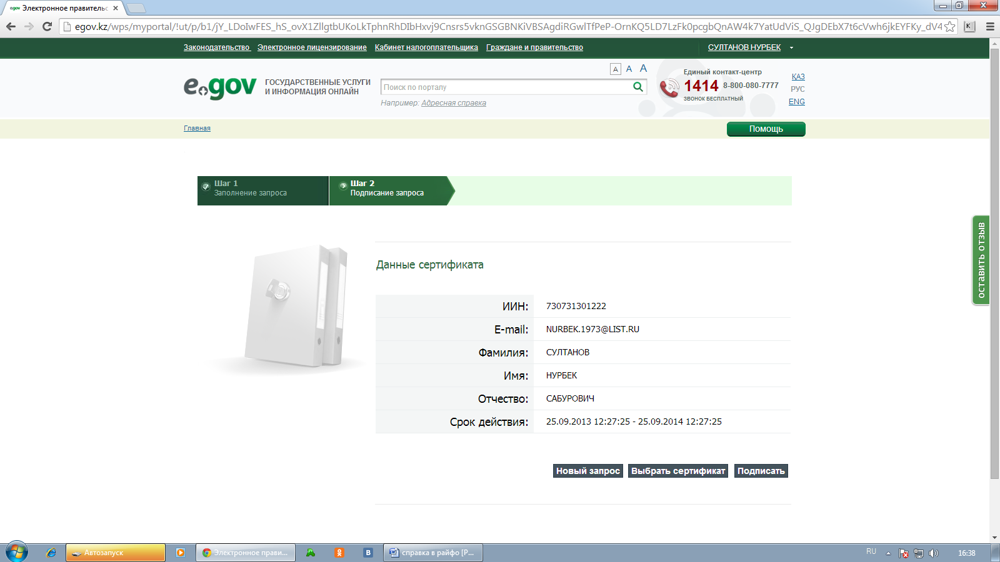 egov Электронное правительс
egov.kz/wps/myportal/!ut/p/b1/jY_LDoIwFES_hS_ovX1ZllgtbUKoLkTphnRhDIbHxvj9Cnsrs5vknGSGBNKiVBSAgdiRGwlTfPeP-OrnKQ5LD7LzFk0pcgbQnAW4k7YatUdViS_QJgDEbX7t6cVwh6jkEYFKy_dV4
Законодательство Электронное лицензирование Кабинет налогоплательщика Граждане и правительство СУЛТАНОВ НУРБЕК
A A A
e.gov
ГОСУДАРСТВЕННЫЕ УСЛУГИ
И ИНФОРМАЦИЯ ОНЛАЙН
Поиск по порталу
Например: Адресная справка
Единый контакт-центр
1414 8-800-080-7777
ЗВОНОК БЕСПЛАТНЫЙ
ҚАЗ
РУС
ENG
Главная
Помощь
Шаг 1
Заполнение запроса
Шаг 2
Подписание запроса
оставить отзыв
Данные сертификата
ИИН: 730731301222
E-mail: NURBEK.1973@LIST.RU
Фамилия: СУЛТАНОВ
Имя: НУРБЕК
Отчество: САБУРОВИЧ
Срок действия: 25.09.2013 12:27:25 - 25.09.2014 12:27:25
Новый запрос Выбрать сертификат Подписать
Автозапуск Электронное прави... справка в райфо [Р... RU 16:38